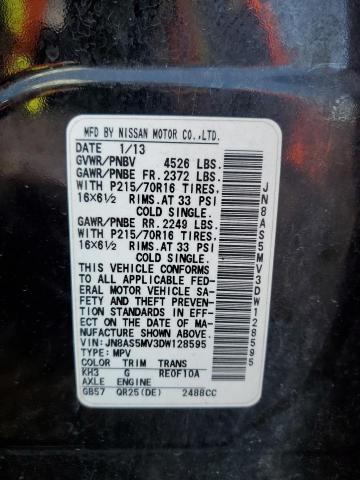 MFD BY NISSAN MOTOR CO.,LTD.
DATE 1/13
GVWR/PNBV 4526 LBS.
GAWR/PNBE FR. 2372 LBS.
WITH P215/70R16 TIRES.
16X6½ RIMS. AT 33 PSI
COLD SINGLE.
GAWR/PNBE RR. 2249 LBS.
WITH P215/70R16 TIRES.
16X6½ RIMS. AT 33 PSI
COLD SINGLE.
THIS VEHICLE CONFORMS
TO ALL APPLICABLE FED-
ERAL MOTOR VEHICLE SA-
FETY AND THEFT PREVEN-
TION STANDARDS IN EFF-
ECT ON THE DATE OF MA-
NUFACTURE SHOWN ABOVE.
VIN: JN8AS5MV3DW128595
TYPE:MPV
COLOR TRIM TRANS
KH3 G RE0F10A
AXLE ENGINE
GB57 QR25(DE) 2488CC
JN8AS5MV3DW128595